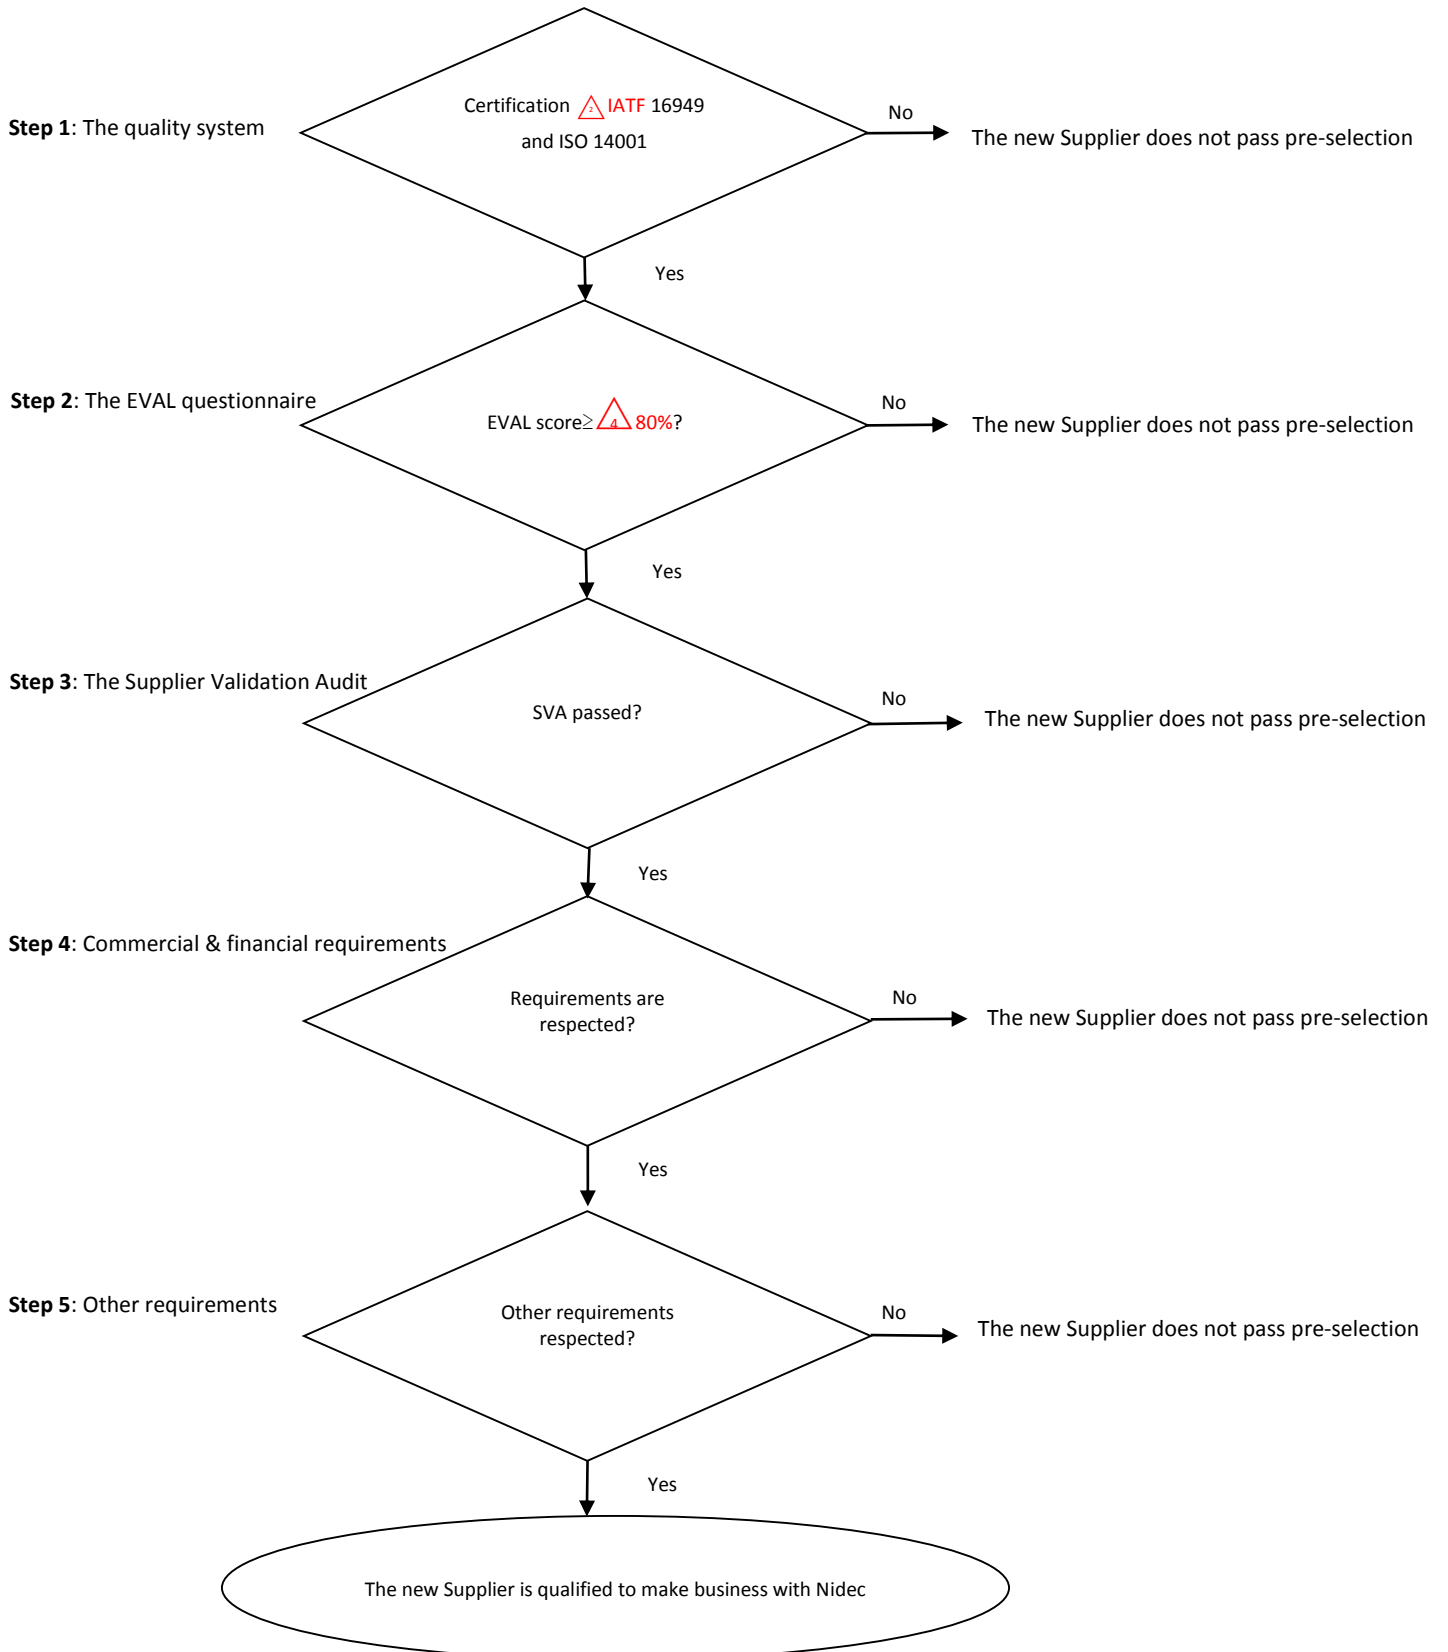 Certification 2 IATF 16949
and ISO 14001
Step 1: The quality system
No
The new Supplier does not pass pre-selection
Yes
Step 2: The EVAL questionnaire
EVAL score≥ 4 80%?
No
The new Supplier does not pass pre-selection
Yes
Step 3: The Supplier Validation Audit
SVA passed?
No
The new Supplier does not pass pre-selection
Yes
Step 4: Commercial & financial requirements
Requirements are
respected?
No
The new Supplier does not pass pre-selection
Yes
Step 5: Other requirements
Other requirements
respected?
No
The new Supplier does not pass pre-selection
Yes
The new Supplier is qualified to make business with Nidec